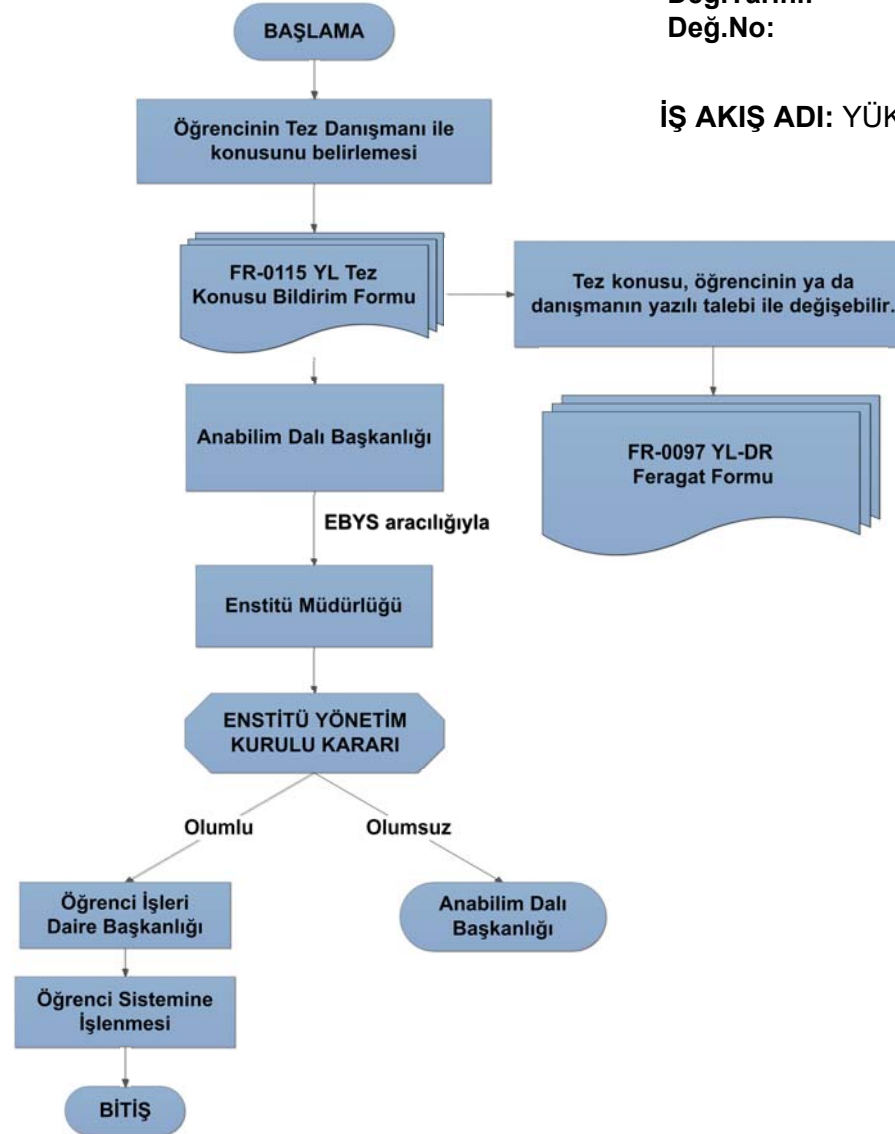 Değ.No:
İŞ AKIŞ ADI:
BAŞLAMA
Öğrencinin Tez Danışmanı ile
konusunu belirlemesi
FR-0115 YL Tez
Konusu Bildirim Formu
Tez konusu, öğrencinin ya da
danışmanın yazılı talebi ile değişebilir.
FR-0097 YL-DR
Feragat Formu
Anabilim Dalı Başkanlığı
EBYS aracılığıyla
Enstitü Müdürlüğü
ENSTİTÜ YÖNETİM
KURULU KARARI
Olumlu
Olumsuz
Öğrenci İşleri
Daire Başkanlığı
Anabilim Dalı
Başkanlığı
Öğrenci Sistemine
İşlenmesi
BİTİŞ